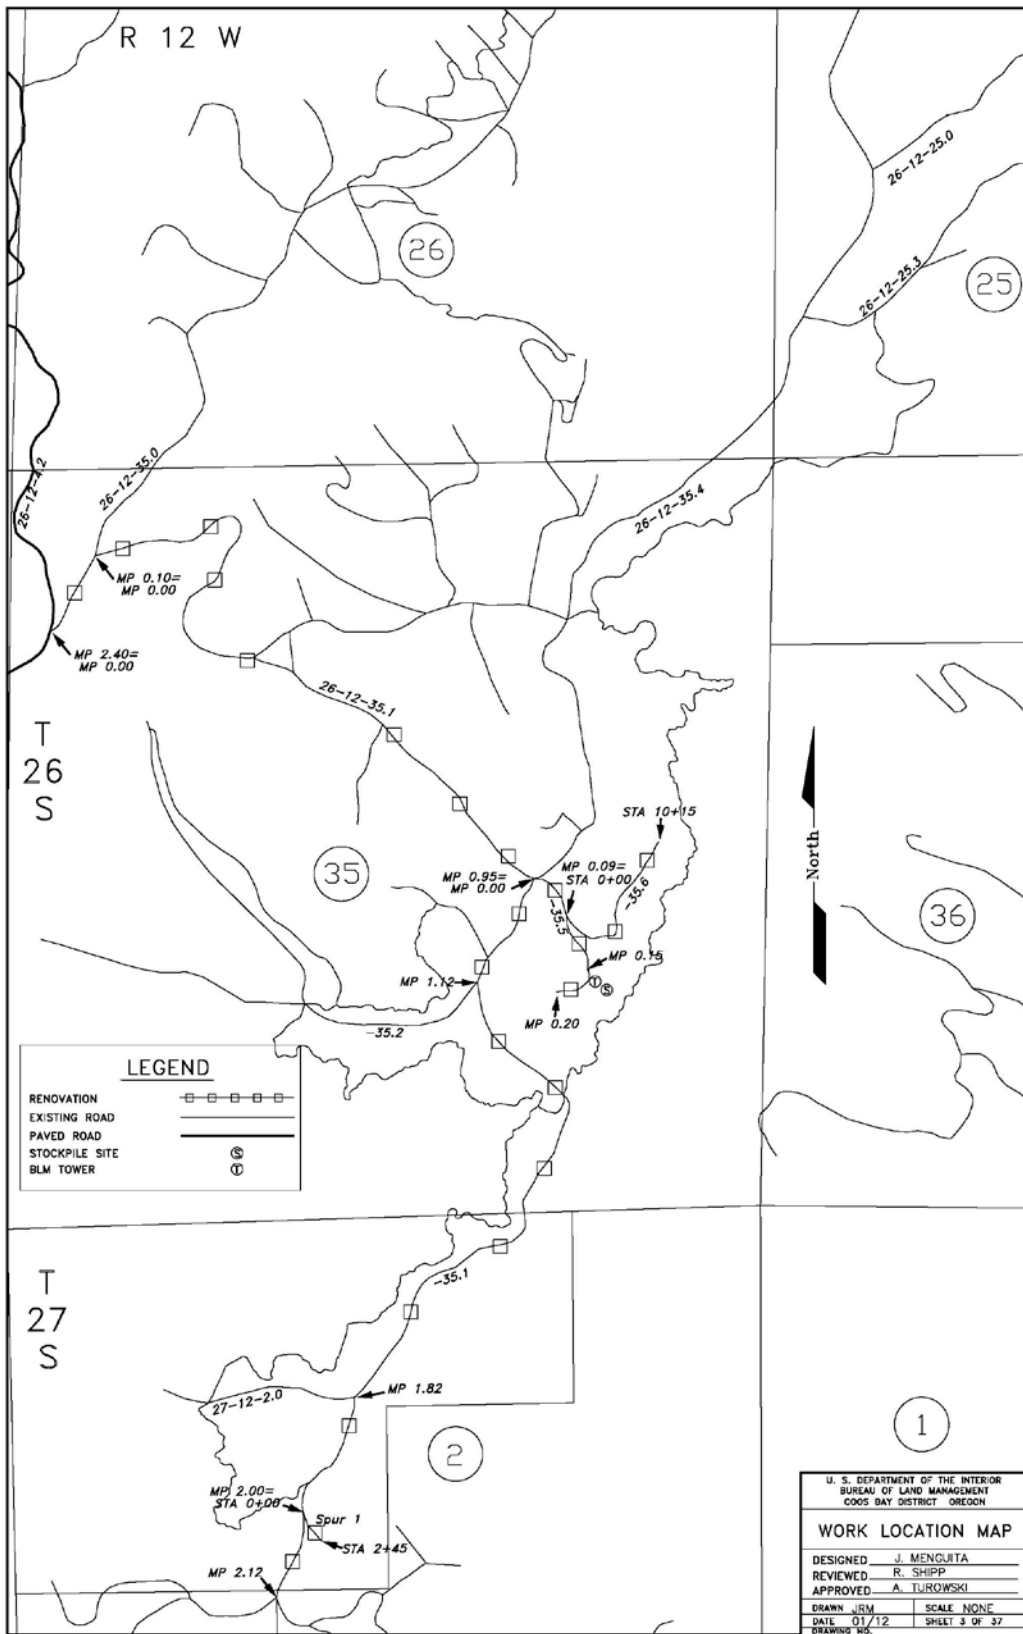 R 12 W
26-12-25.0
26
25
26-12-25.3
26-12-4.2
26-12-35.0
26-12-35.4
MP 0.10=
MP 0.00
MP 2.40=
MP 0.00
26-12-35.1
T
26
S
North
STA 10+15
35
MP 0.95=
MP 0.00
MP 0.09=
STA 0+00
-35.6
-35.5
36
MP 0.15
MP 1.12
T
S
MP 0.20
-35.2
LEGEND
RENOVATION
EXISTING ROAD
PAVED ROAD
STOCKPILE SITE S
BLM TOWER T
T
27
S
-35.1
MP 1.82
27-12-2.0
1
2
MP 2.00=
STA 0+00
Spur 1
STA 2+45
MP 2.12
U. S. DEPARTMENT OF THE INTERIOR
BUREAU OF LAND MANAGEMENT
COOS BAY DISTRICT OREGON
WORK LOCATION MAP
DESIGNED J. MENGUITA
REVIEWED R. SHIPP
APPROVED A. TUROWSKI
DRAWN JRM SCALE NONE
DATE 01/12 SHEET 3 OF 37
DRAWING NO.